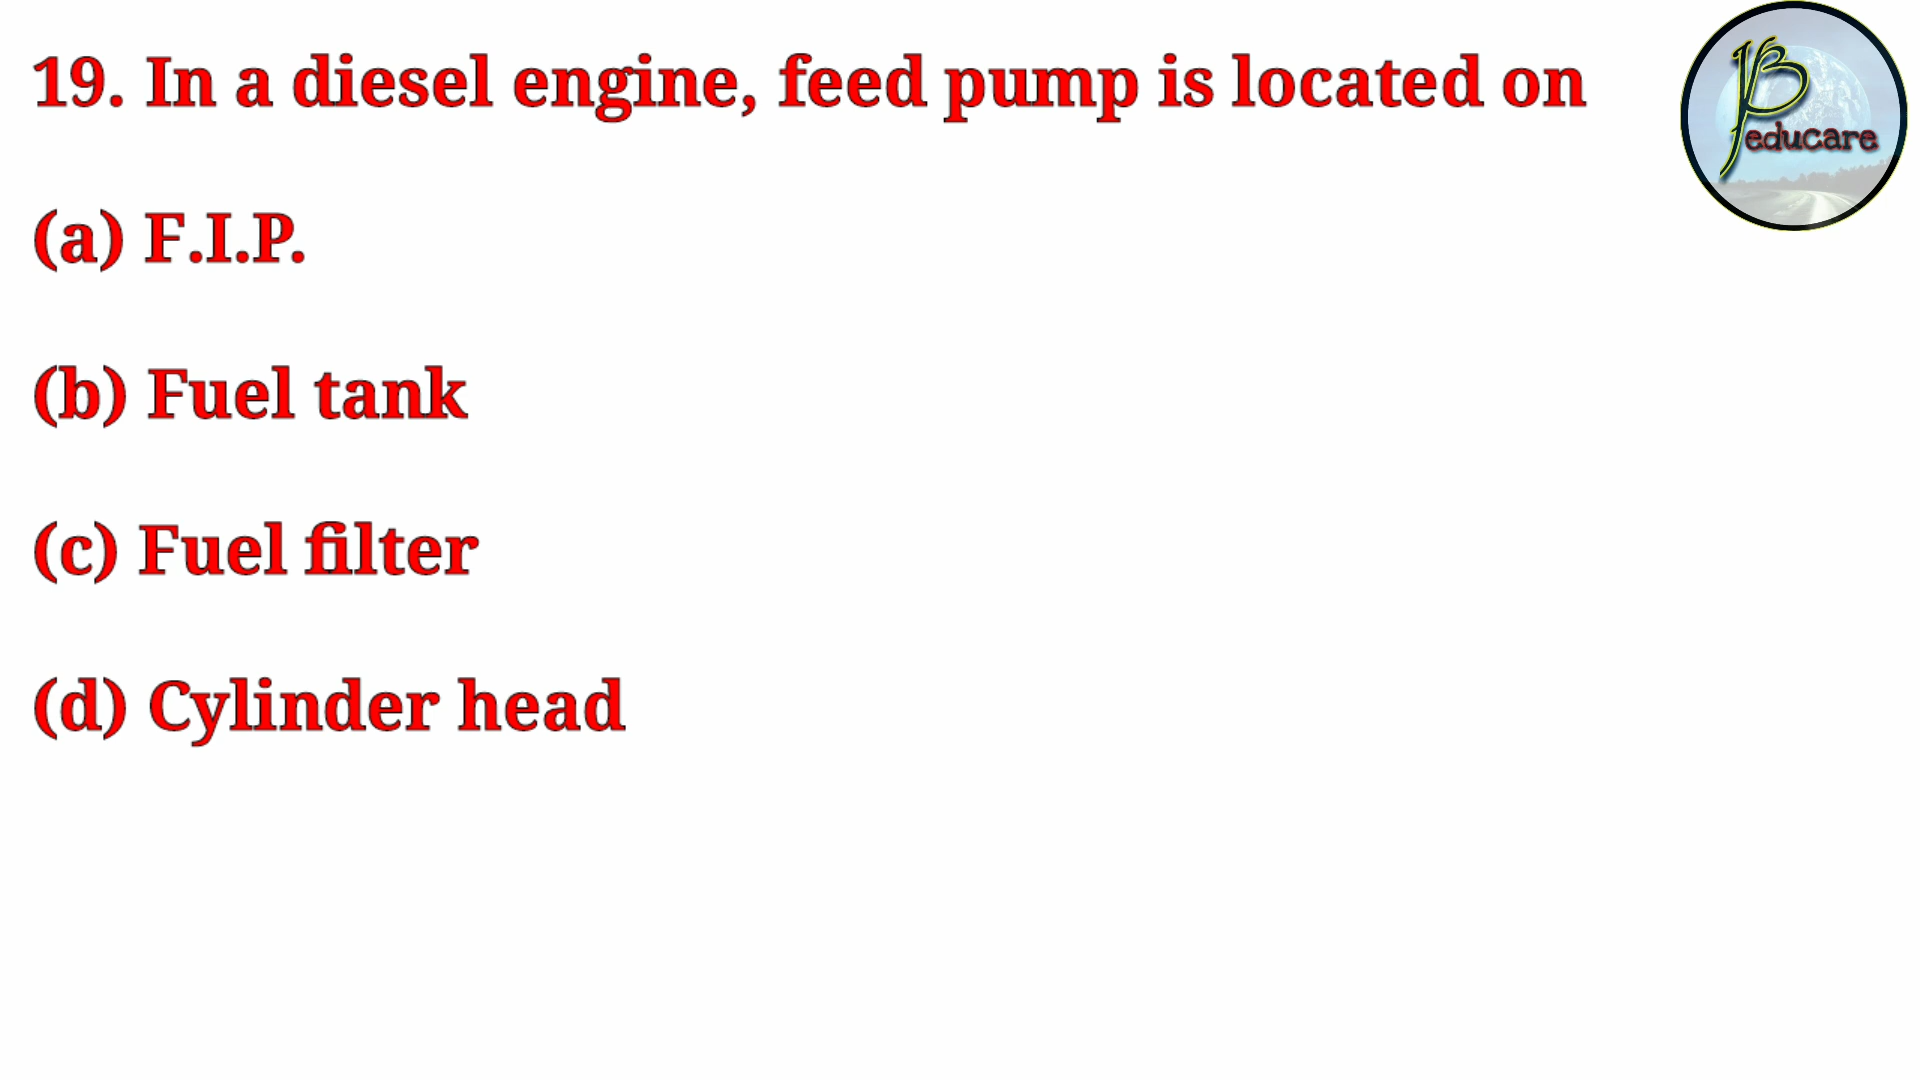 19. In a diesel engine, feed pump is located on
(a) F.I.P.
(b) Fuel tank
(c) Fuel filter
(d) Cylinder head
educare